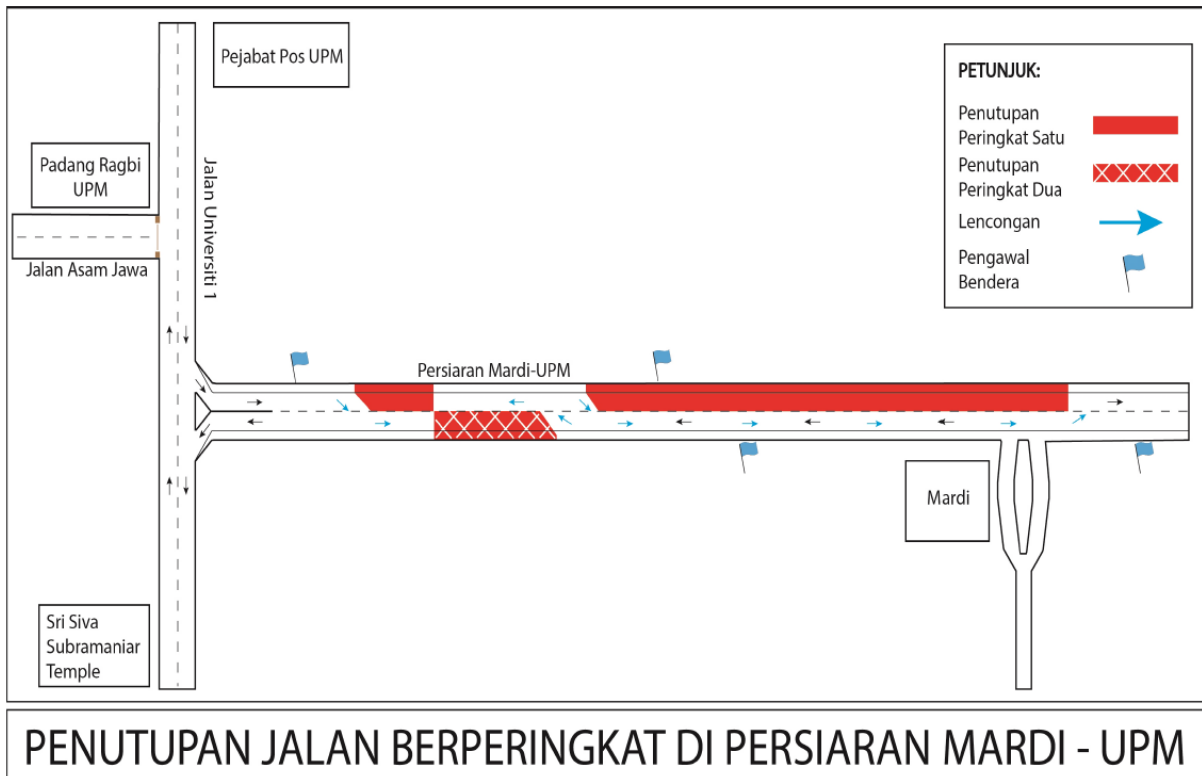 Pejabat Pos UPM
PETUNJUK:
Penutupan
Peringkat Satu
Penutupan
Peringkat Dua
Lencongan
Pengawal
Bendera
Padang Ragbi
UPM
Jalan Universiti 1
Jalan Asam Jawa
Persiaran Mardi-UPM
Mardi
Sri Siva
Subramaniar
Temple
PENUTUPAN JALAN BERPERINGKAT DI PERSIARAN MARDI - UPM